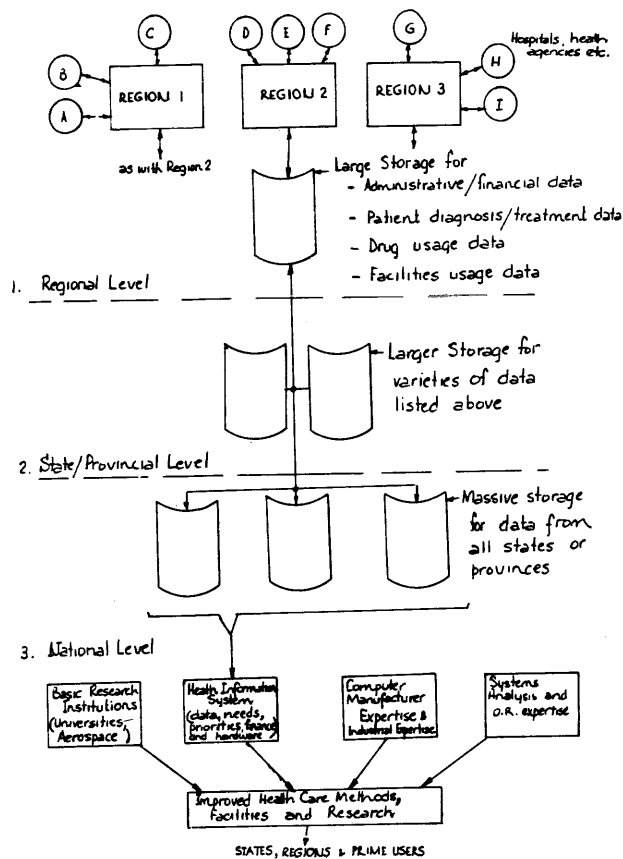 C
D
E
F
G
Hospitals, health
agencies etc.
B
H
REGION 1
REGION 2
REGION 3
A
I
as with Region 2
Large Storage for
- Administrative/financial data
- Patient diagnosis/treatment data
- Drug usage data
- Facilities usage data
1. Regional Level
Larger Storage for
varieties of data
listed above
2. State/Provincial Level
Massive storage
for data from
all states or
provinces
3. National Level
Basic Research
Institutions
(Universities,
Aerospace)
Health Information
System
(data, needs,
priorities, finance)
and hardware
Computer
Manufacturer
Expertise &
Industrial Expertise
Systems
Analysis and
O.R. expertise
Improved Health Care Methods,
Facilities and Research
STATES, REGIONS & PRIME USERS